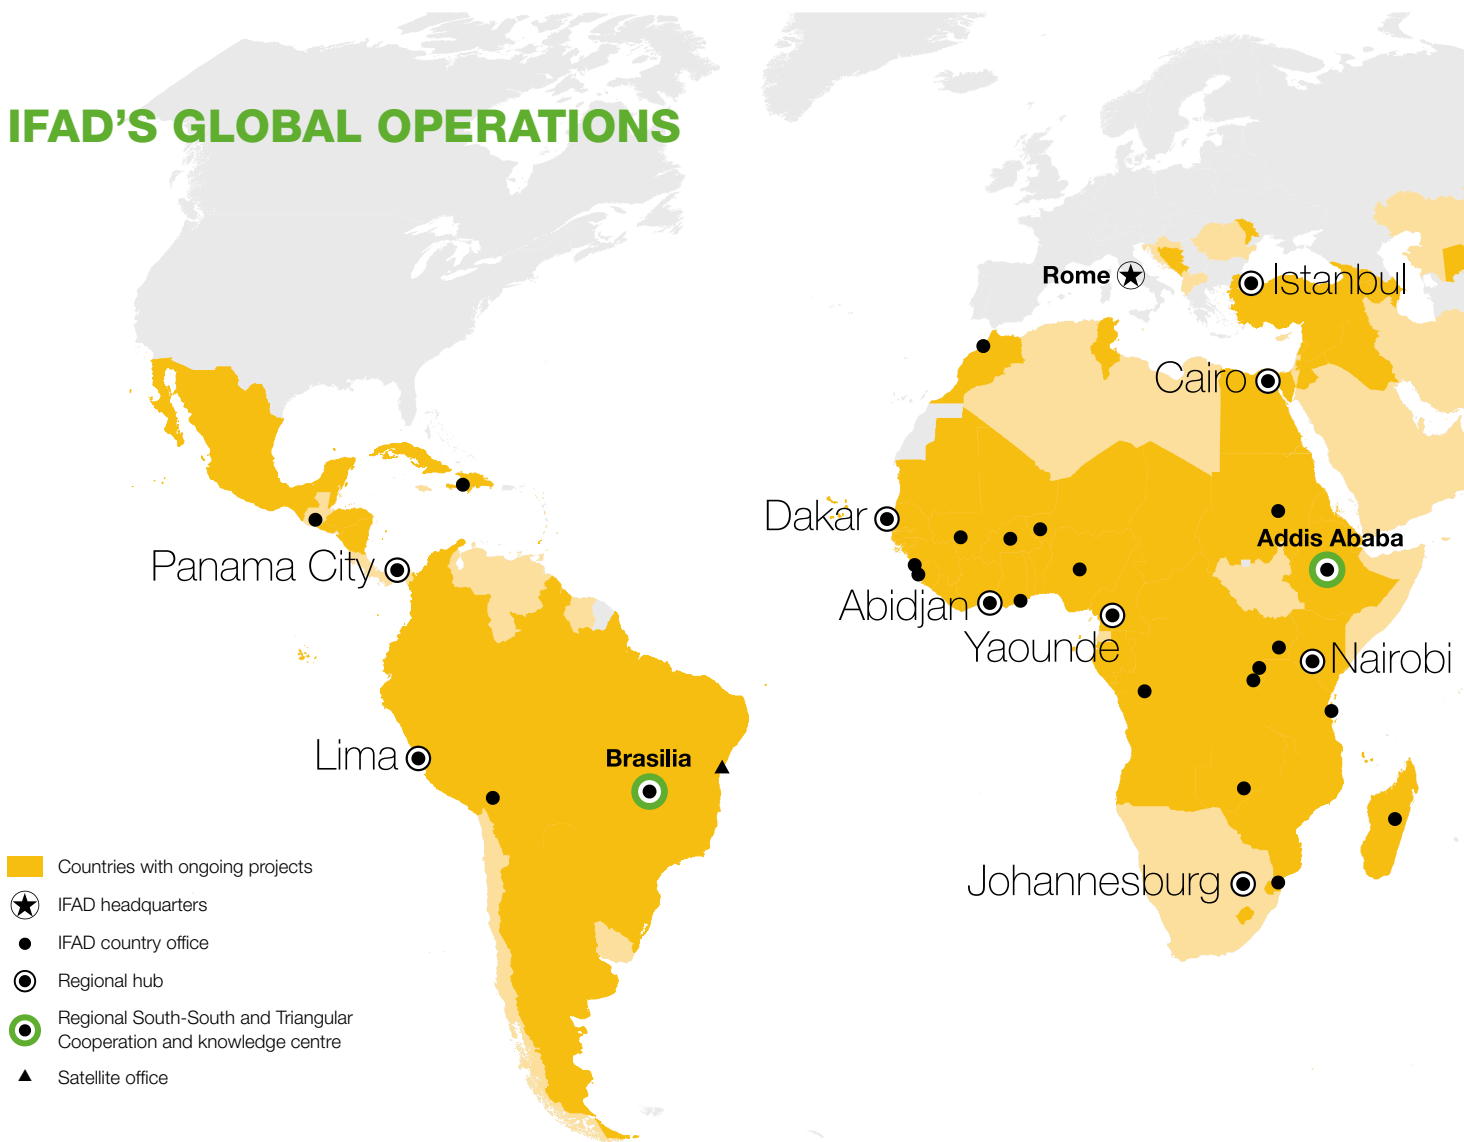 IFAD'S GLOBAL OPERATIONS
Rome
Istanbul
Cairo
Dakar
Addis Ababa
Panama City
Abidjan
Yaounde
Nairobi
Lima
Brasilia
Johannesburg
Countries with ongoing projects
IFAD headquarters
IFAD country office
Regional hub
Regional South-South and Triangular
Cooperation and knowledge centre
Satellite office